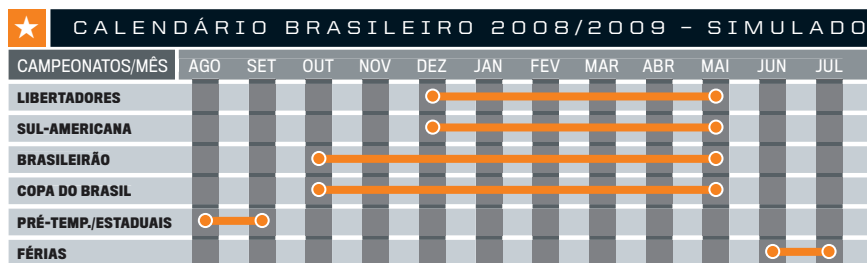 CALENDÁRIO BRASILEIRO 2008/2009 – SIMULADO
CAMPEONATOS/MÊS AGO SET OUT NOV DEZ JAN FEV MAR ABR MAI JUN JUL
LIBERTADORES
SUL-AMERICANA
BRASILEIRÃO
COPA DO BRASIL
PRÉ-TEMP./ESTADUAIS
FÉRIAS